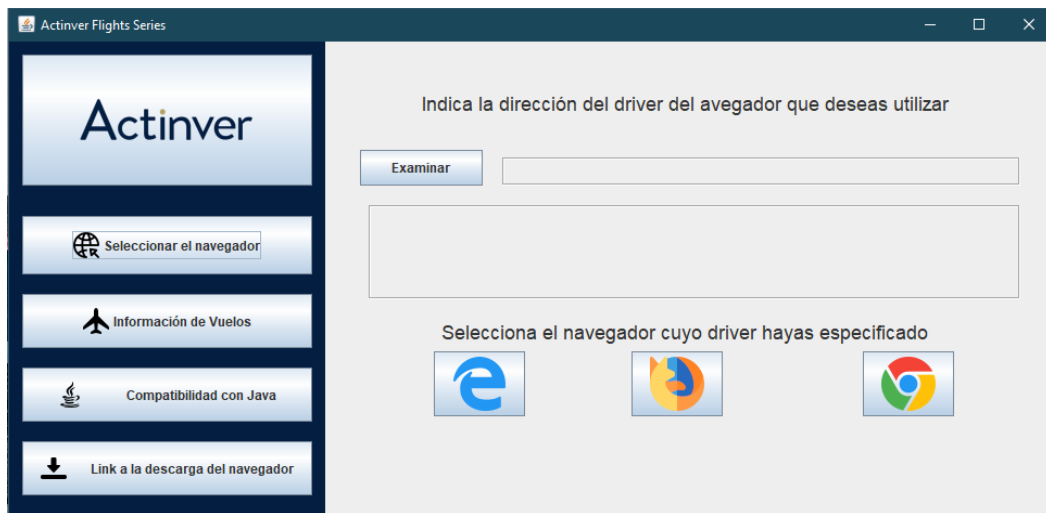 Actinver Flights Series
Actinver
Indica la dirección del driver del avegador que deseas utilizar
Examinar
Seleccionar el navegador
Información de Vuelos
Selecciona el navegador cuyo driver hayas especificado
Compatibilidad con Java
Link a la descarga del navegador